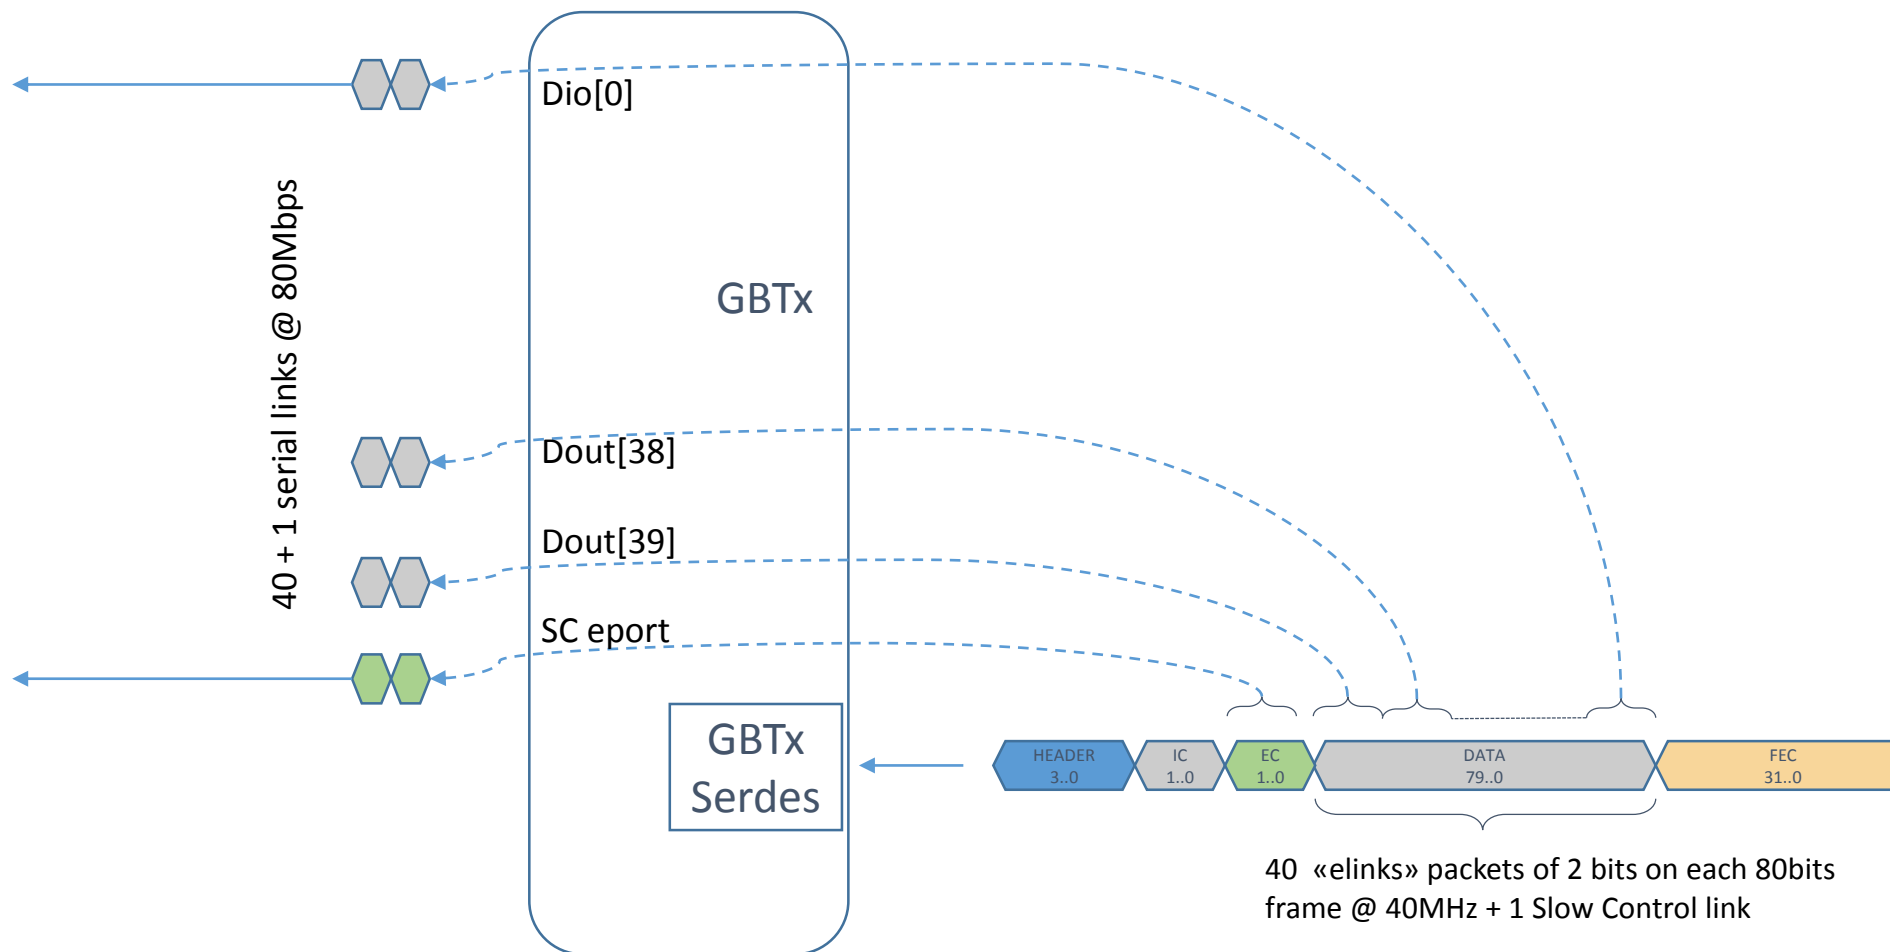 Dio[0]
40 + 1 serial links @ 80Mbps
GBTx
Dout[38]
Dout[39]
SC eport
GBTx
Serdes
HEADER
3..0
IC
1..0
EC
1..0
DATA
79..0
FEC
31..0
40 «elinks» packets of 2 bits on each 80bits
frame @ 40MHz + 1 Slow Control link